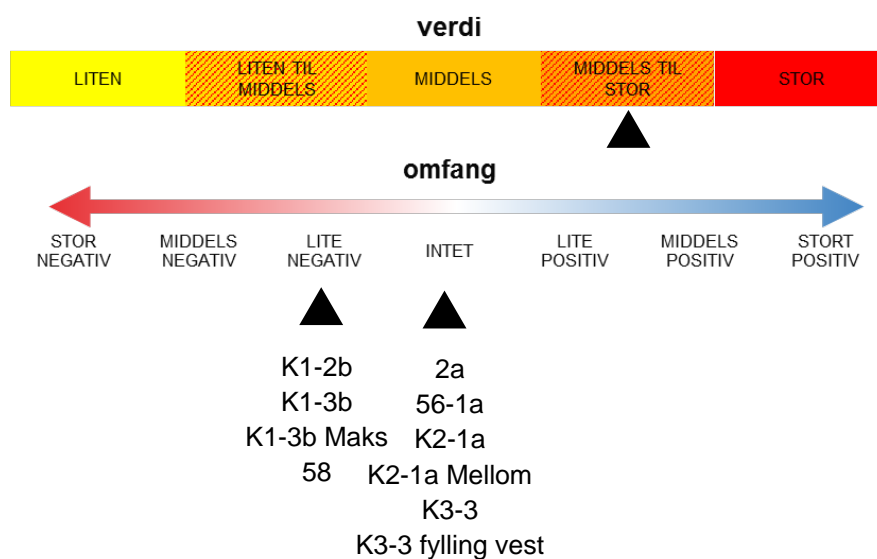 verdi
LITEN
LITEN TIL
MIDDELS
MIDDELS
MIDDELS TIL
STOR
STOR
omfang
STOR
NEGATIV
MIDDELS
NEGATIV
LITE
NEGATIV
INTET
LITE
POSITIV
MIDDELS
POSITIV
STORT
POSITIV
K1-2b
K1-3b
K1-3b Maks
58
2a
56-1a
K2-1a
K2-1a Mellom
K3-3
K3-3 fylling vest